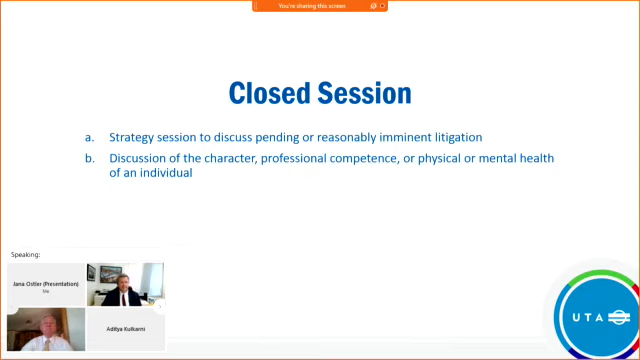 You're sharing this screen
Closed Session
a. Strategy session to discuss pending or reasonably imminent litigation
b. Discussion of the character, professional competence, or physical or mental health
of an individual
Speaking:
Jana Ostler (Presentation)
Me
Aditya Kulkarni
UTA